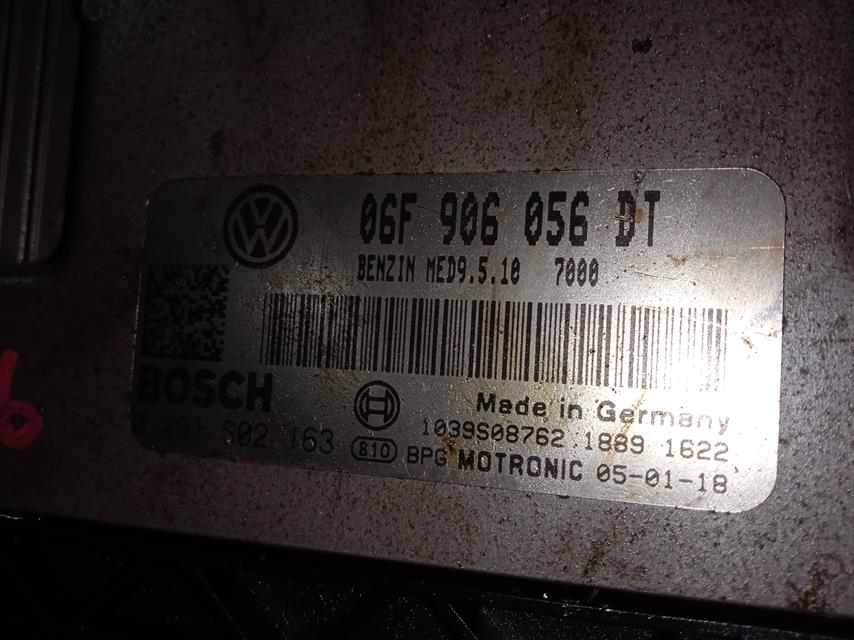 06F 906 056 DT
BENZIN MED9.5.10 7000
BOSCH
Made in Germany
0 261 S02 163
1039S08762 1889 1622
810 BPG MOTRONIC 05-01-18
6